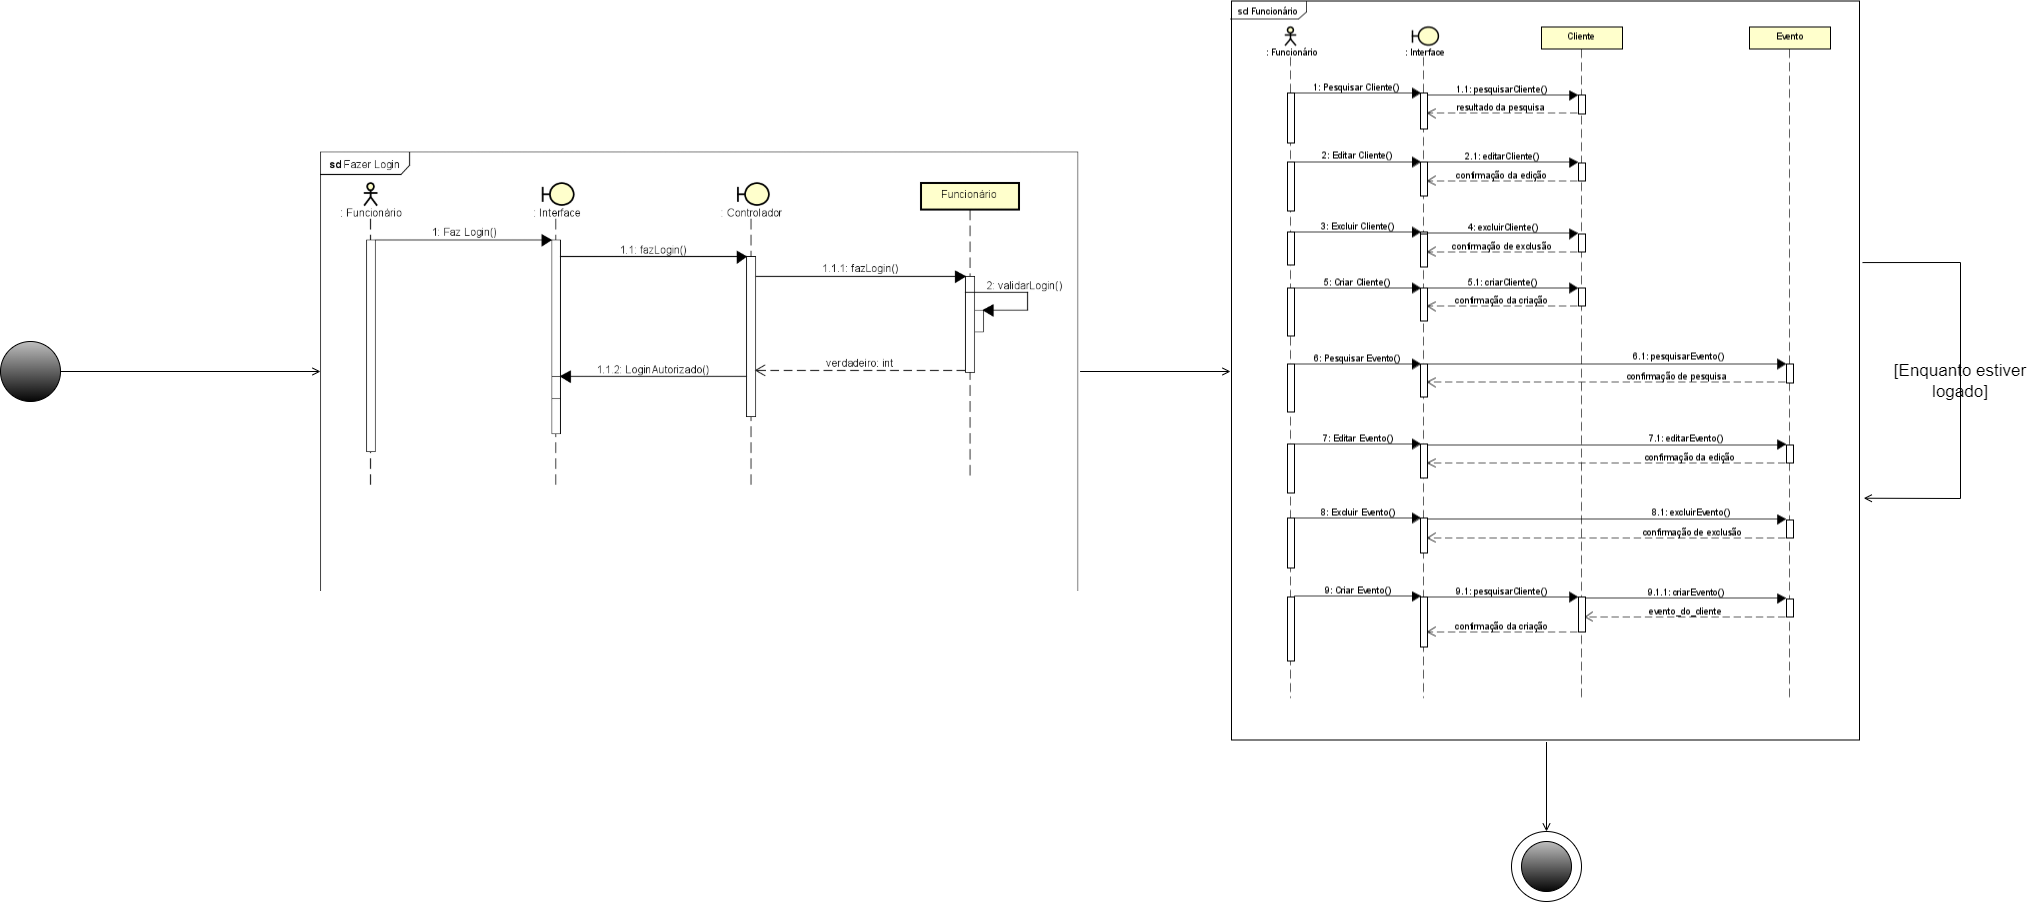 sd Fazer Login
: Funcionário
: Interface
: Controlador
Funcionário
1: Faz Login()
1.1: fazLogin()
1.1.1: fazLogin()
2: validarLogin()
verdadeiro: int
1.1.2: LoginAutorizado()
sd Funcionário
: Funcionário
: Interface
Cliente
Evento
1: Pesquisar Cliente()
1.1: pesquisarCliente()
resultado da pesquisa
2: Editar Cliente()
2.1: editarCliente()
confirmação da edição
3: Excluir Cliente()
4: excluirCliente()
confirmação de exclusão
5: Criar Cliente()
5.1: criarCliente()
confirmação da criação
6: Pesquisar Evento()
6.1: pesquisarEvento()
confirmação de pesquisa
7: Editar Evento()
7.1: editarEvento()
confirmação da edição
8: Excluir Evento()
8.1: excluirEvento()
confirmação de exclusão
9: Criar Evento()
9.1: pesquisarCliente()
9.1.1: criarEvento()
evento_do_cliente
confirmação da criação
[Enquanto estiver
logado]